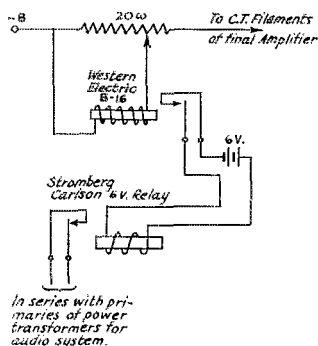 -B
20ω
To C.T. Filaments
of final Amplifier
Western
Electric
B-16
6V.
Stromberg
Carlson 6V. Relay
In series with pri-
maries of power
transformers for
audio system.